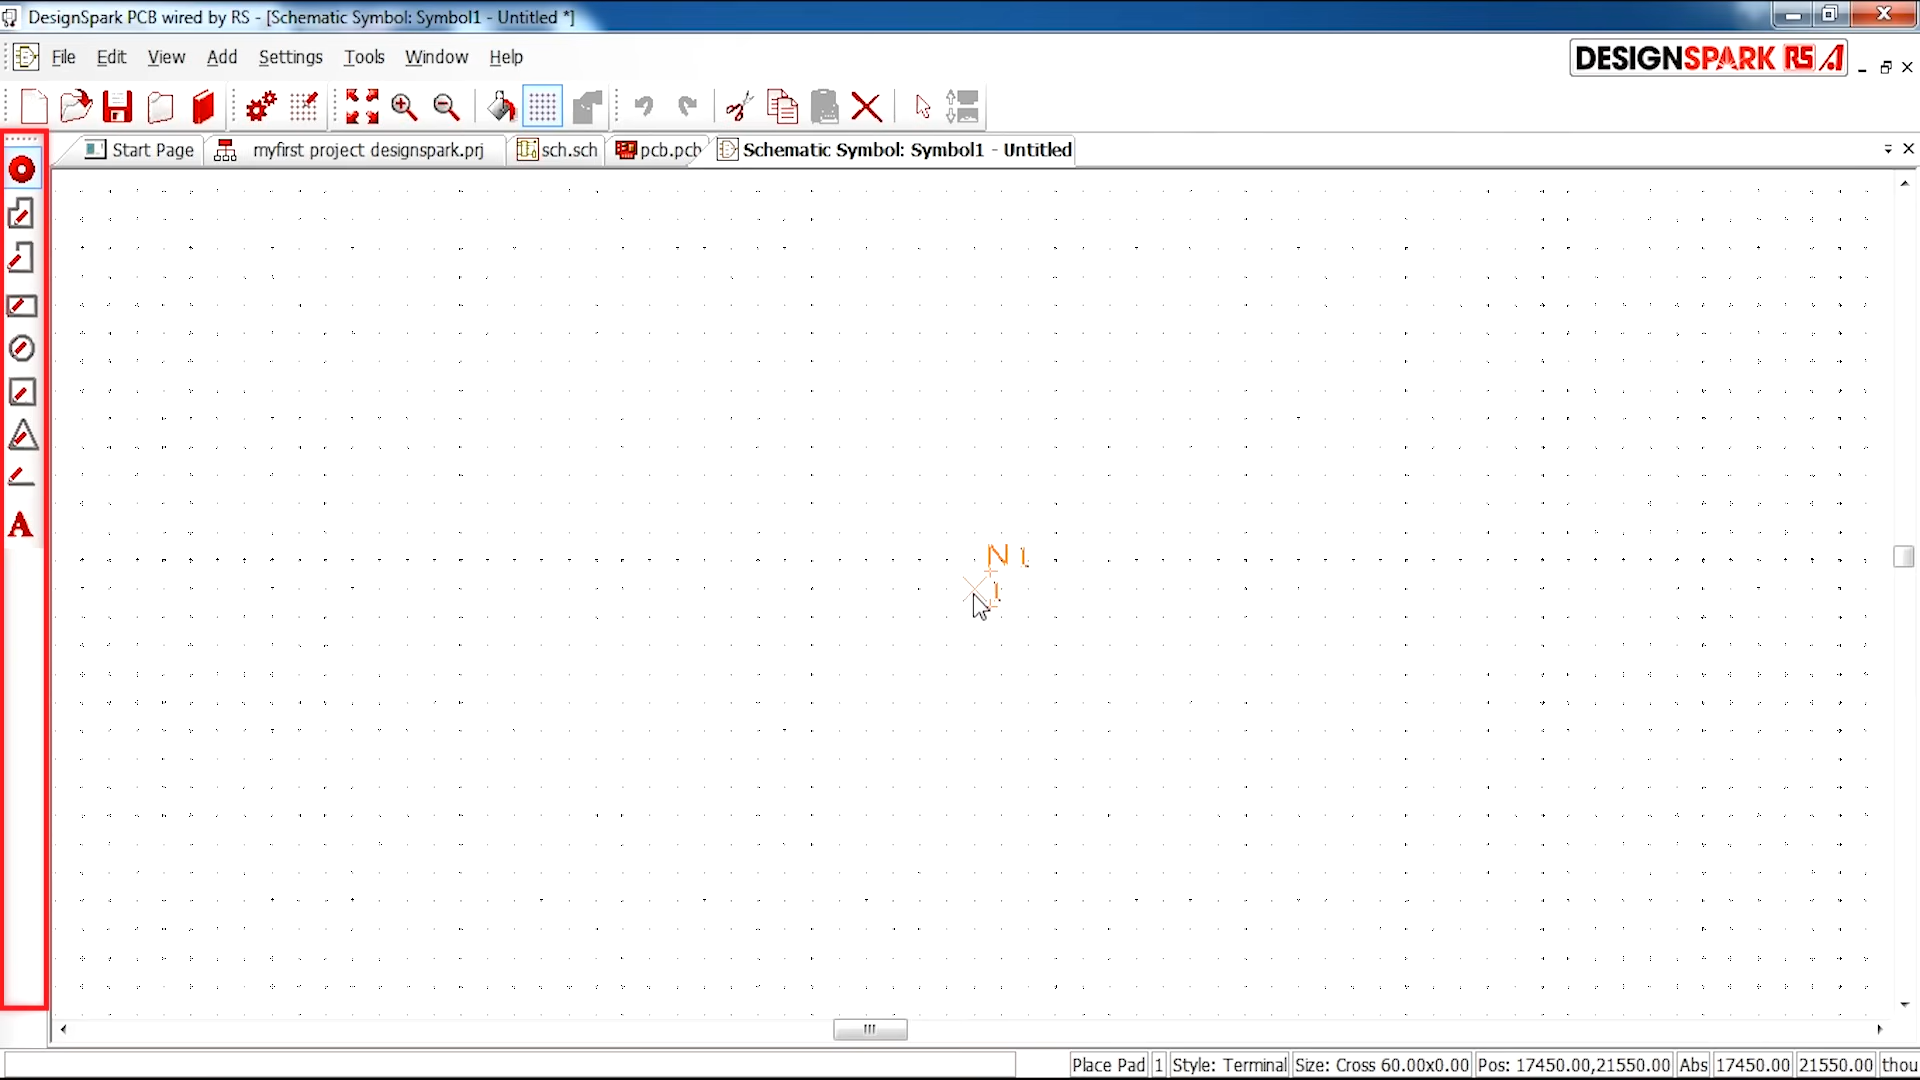 DesignSpark PCB wired by RS - [Schematic Symbol: Symbol1 - Untitled *]
File Edit View Add Settings Tools Window Help
DESIGNSPARK RS
Start Page myfirst project designspark.prj sch.sch pcb.pcb Schematic Symbol: Symbol1 - Untitled
A
N 1
1
Place Pad 1 Style: Terminal Size: Cross 60.00x0.00 Pos: 17450.00,21550.00 Abs 17450.00 21550.00 thou